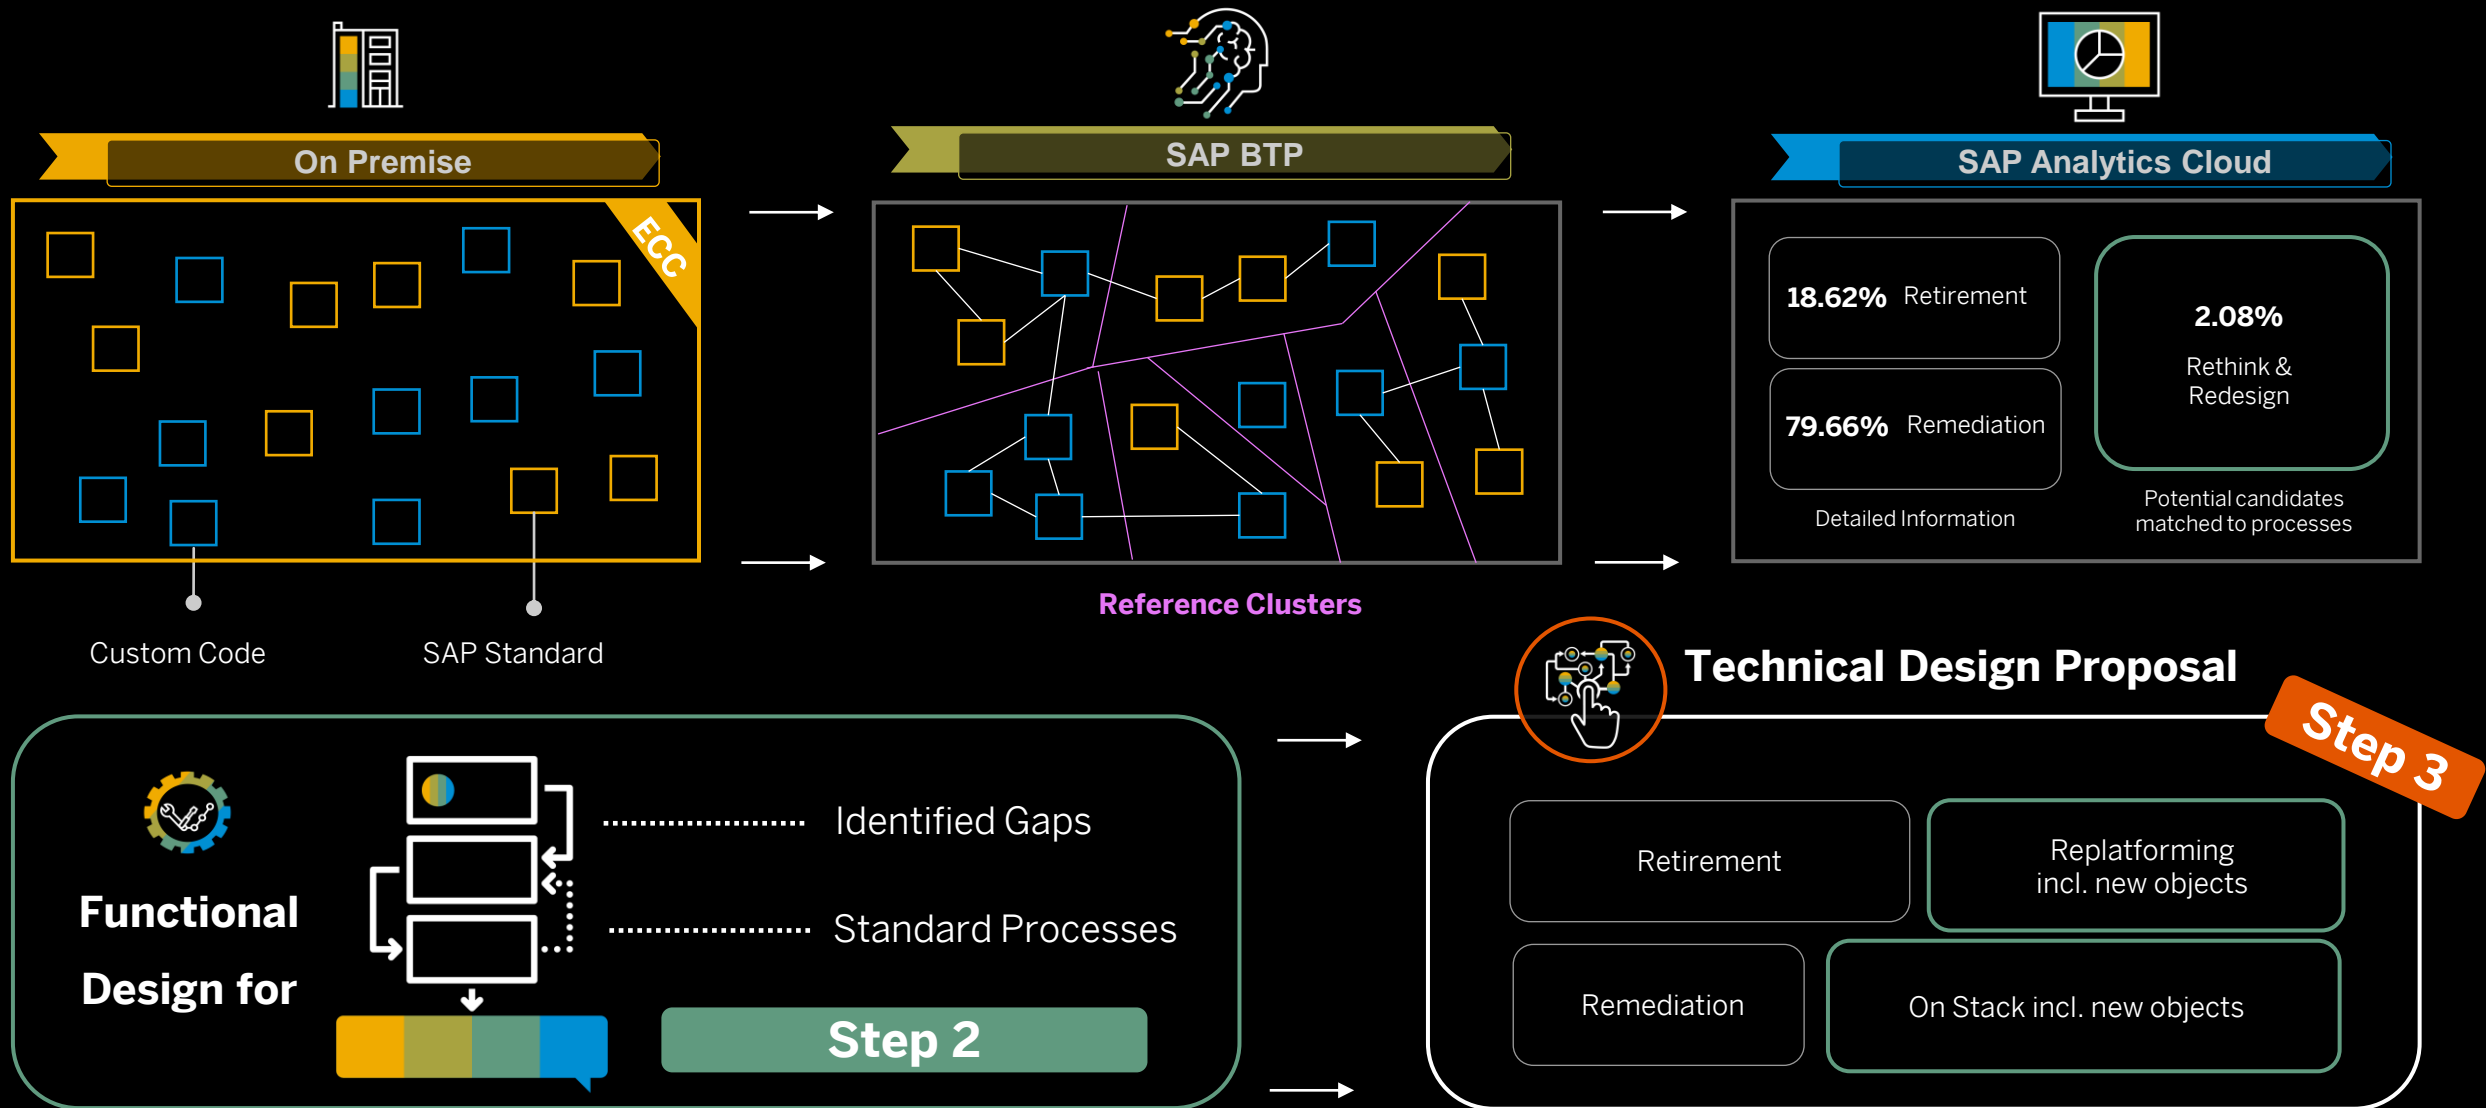 On Premise
SAP BTP
SAP Analytics Cloud
ECC
18.62% Retirement
79.66% Remediation
Detailed Information
2.08%
Rethink &
Redesign
Potential candidates
matched to processes
Reference Clusters
Custom Code
SAP Standard
Technical Design Proposal
Step 3
Functional
Design for
Identified Gaps
Standard Processes
Step 2
Retirement
Replatforming
incl. new objects
Remediation
On Stack incl. new objects